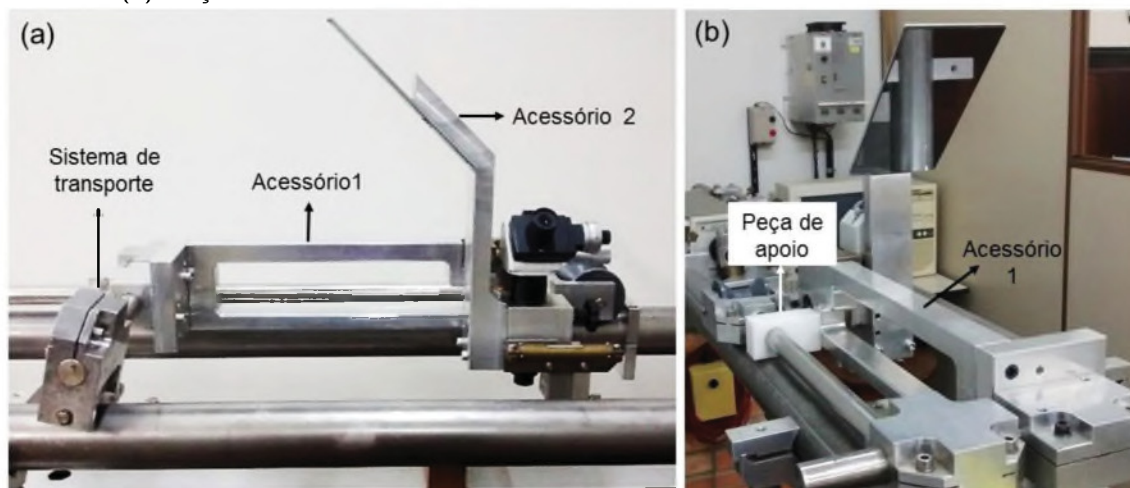 (a)
Acessório 2
Sistema de
transporte
Acessório1
(b)
Peça de
apoio
Acessório
1